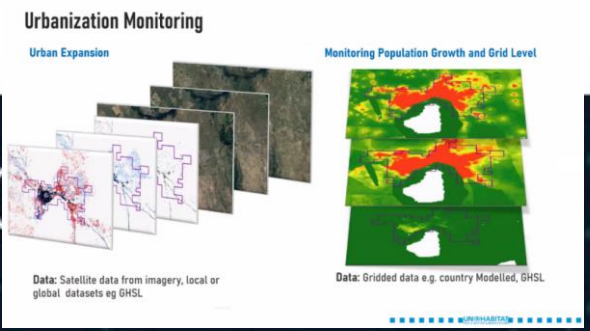 Urbanization Monitoring
Urban Expansion
Monitoring Population Growth and Grid Level
Data: Satellite data from imagery, local or
global datasets eg GHSL
Data: Gridded data e.g. country Modelled, GHSL
UN HABITAT